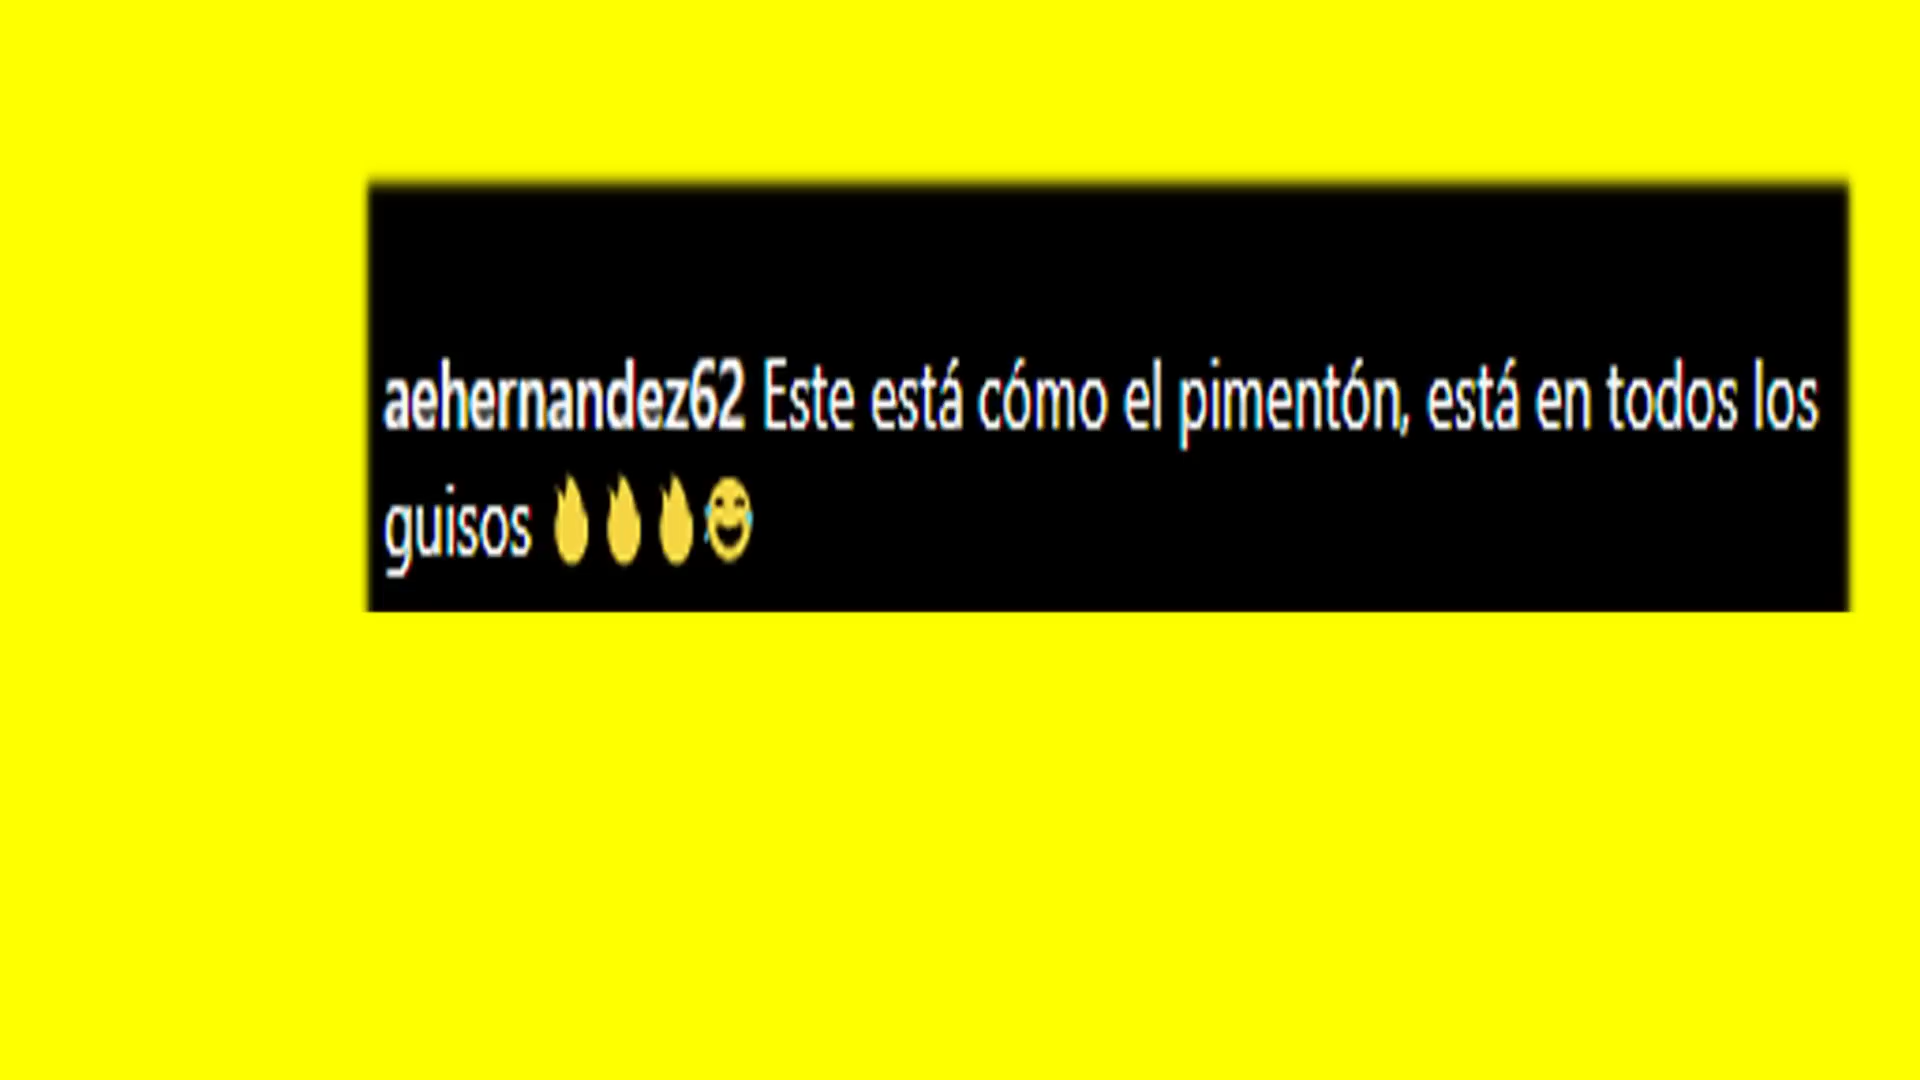 aehernandez62 Este está cómo el pimentón, está en todos los
guisos 🔥🔥🔥😂